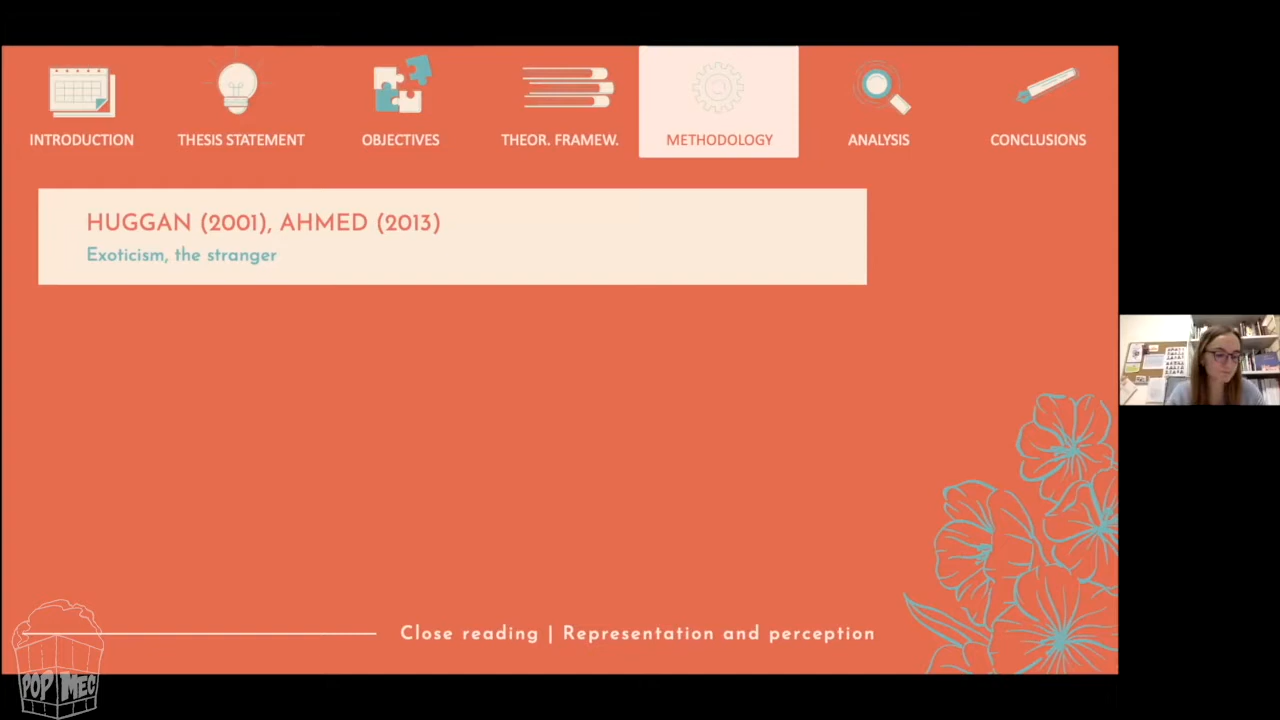 INTRODUCTION
THESIS STATEMENT
OBJECTIVES
THEOR. FRAMEW.
METHODOLOGY
ANALYSIS
CONCLUSIONS
HUGGAN (2001), AHMED (2013)
Exoticism, the stranger
Close reading | Representation and perception
POP MEC